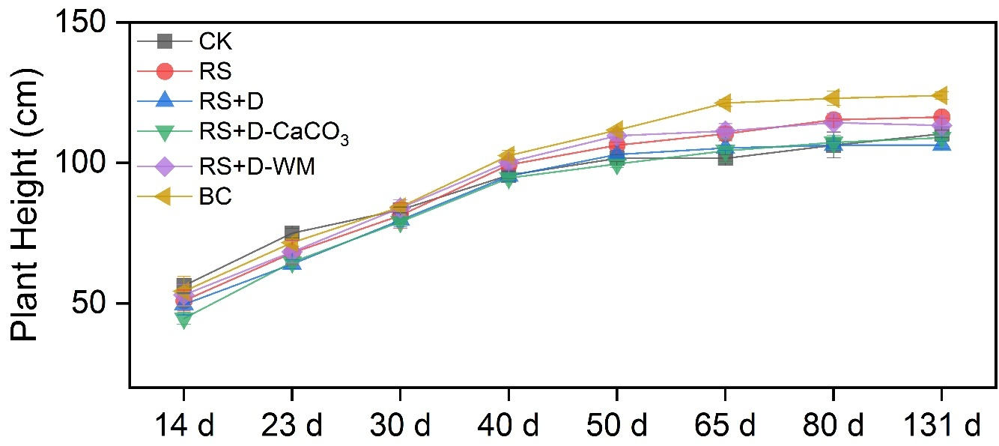 150
100
50
Plant Height (cm)
CK
RS
RS+D
RS+D-CaCO₃
RS+D-WM
BC
14 d 23 d 30 d 40 d 50 d 65 d 80 d 131 d